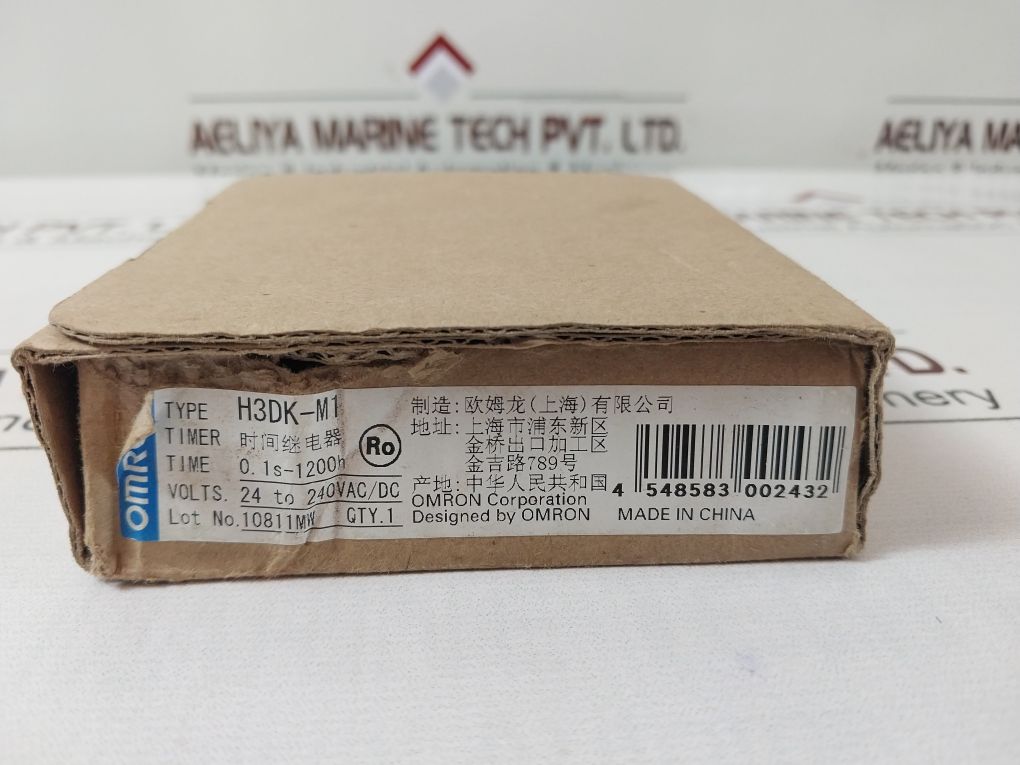 AELIYA MARINE TECH PVT. LTD.
AELIYA MA
omR
TYPE H3DK-M1
TIMER 时间继电器
TIME 0.1s-1200h
VOLTS. 24 to 240VAC/DC
Lot No. 10811MW QTY.1
Ro
制造:欧姆龙(上海)有限公司
地址:上海市浦东新区
金桥出口加工区
金吉路789号
产地:中华人民共和国
OMRON Corporation
Designed by OMRON MADE IN CHINA
4 548583 002432
D.
nery